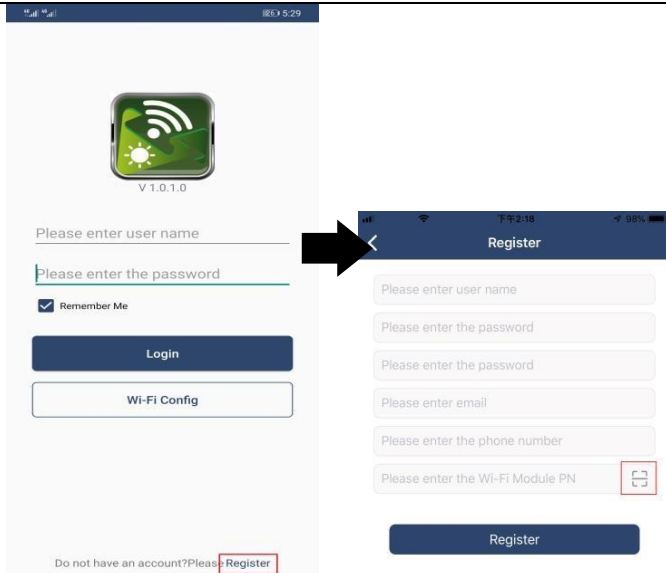 5:29
V 1.0.1.0
Please enter user name
Please enter the password
Remember Me
Login
Wi-Fi Config
Do not have an account?Please Register
下午2:18
98%
Register
Please enter user name
Please enter the password
Please enter the password
Please enter email
Please enter the phone number
Please enter the Wi-Fi Module PN
Register